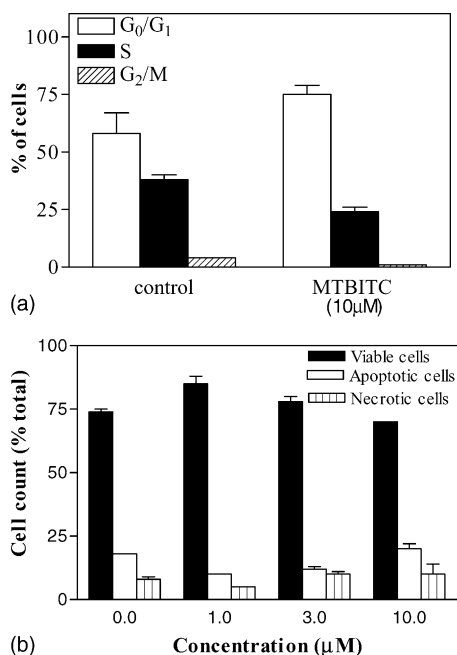 100
75
50
25
0
% of cells
G₀/G₁
S
G₂/M
control
MTBITC
(10μM)
(a)
100
75
50
25
0
Cell count (% total)
Viable cells
Apoptotic cells
Necrotic cells
0.0 1.0 3.0 10.0
Concentration (μM)
(b)